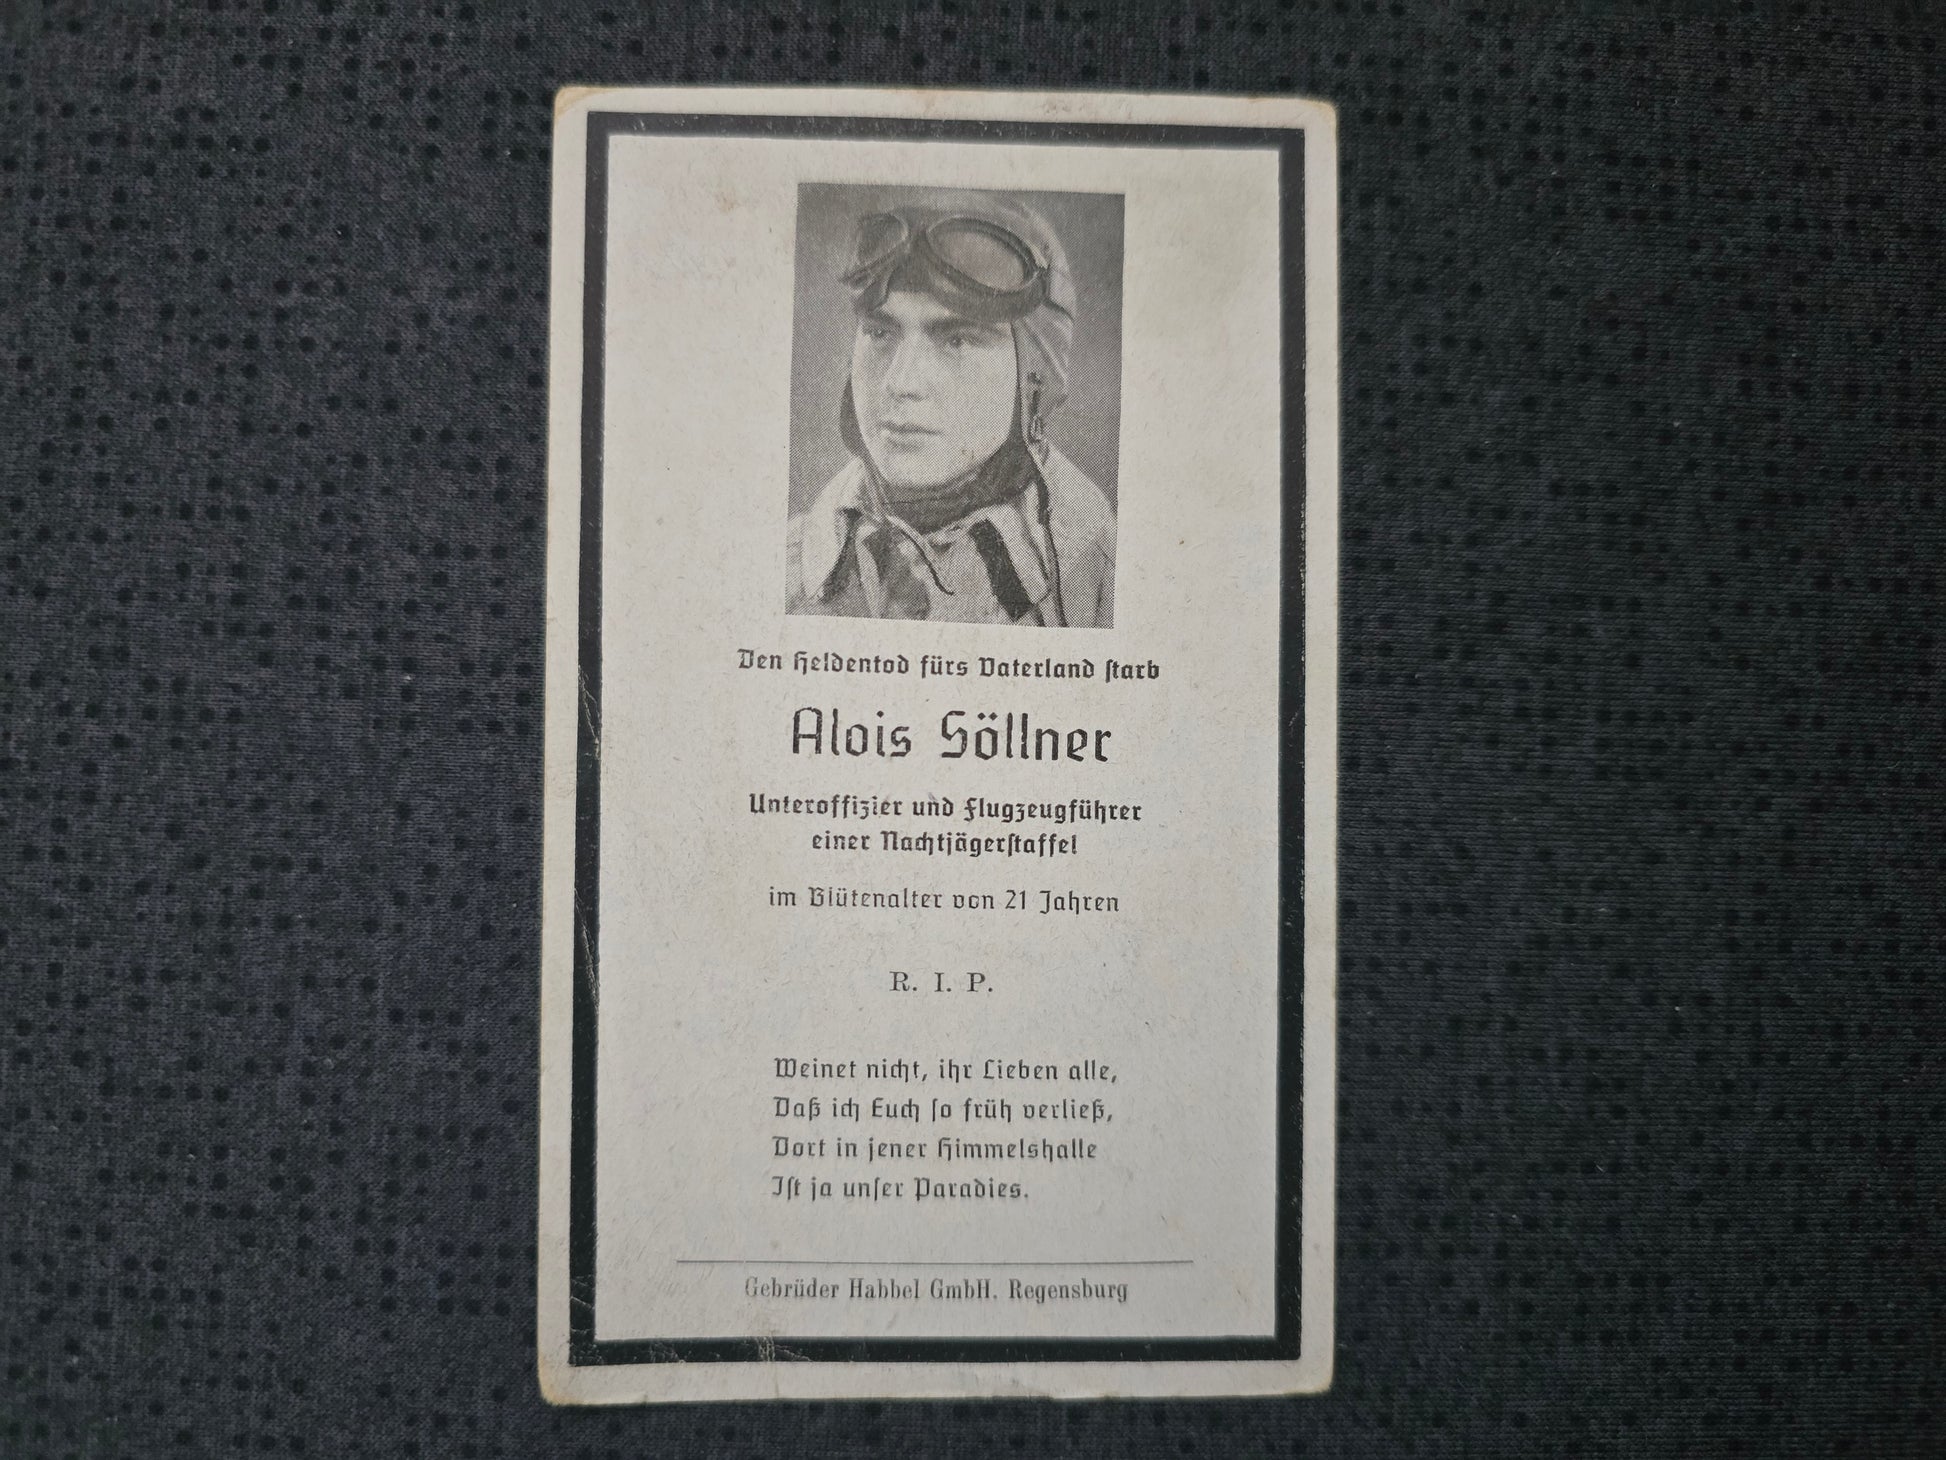 Den Heldentod fürs Vaterland starb
Alois Söllner
Unteroffizier und Flugzeugführer
einer Nachtjägerstaffel
im Blütenalter von 21 Jahren
R. I. P.
Weinet nicht, ihr Lieben alle,
Daß ich Euch so früh verließ,
Dort in jener Himmelshalle
Ist ja unser Paradies.
Gebrüder Habbel GmbH. Regensburg